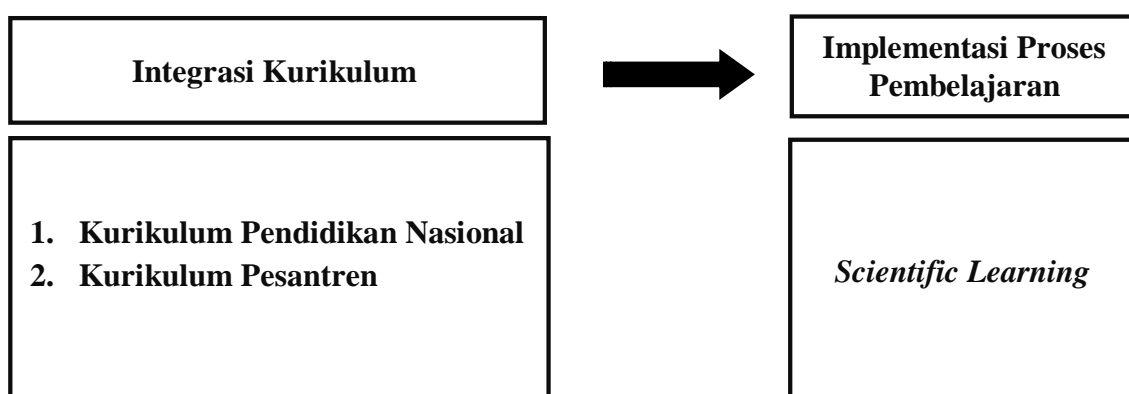 Integrasi Kurikulum
Implementasi Proses
Pembelajaran
1. Kurikulum Pendidikan Nasional
2. Kurikulum Pesantren
Scientific Learning